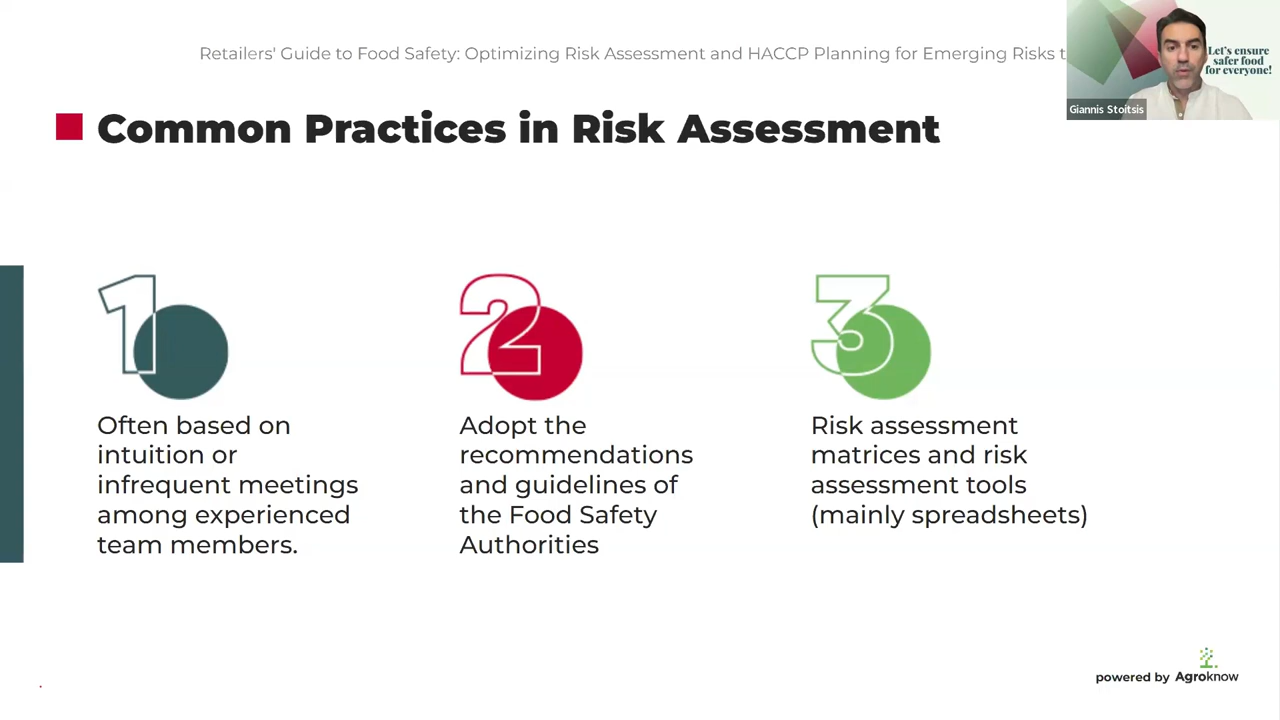 Retailers' Guide to Food Safety: Optimizing Risk Assessment and HACCP Planning for Emerging Risks
Let's ensure
safer food
for everyone!
Giannis Stoitsis
Common Practices in Risk Assessment
1
Often based on
intuition or
infrequent meetings
among experienced
team members.
2
Adopt the
recommendations
and guidelines of
the Food Safety
Authorities
3
Risk assessment
matrices and risk
assessment tools
(mainly spreadsheets)
powered by Agroknow